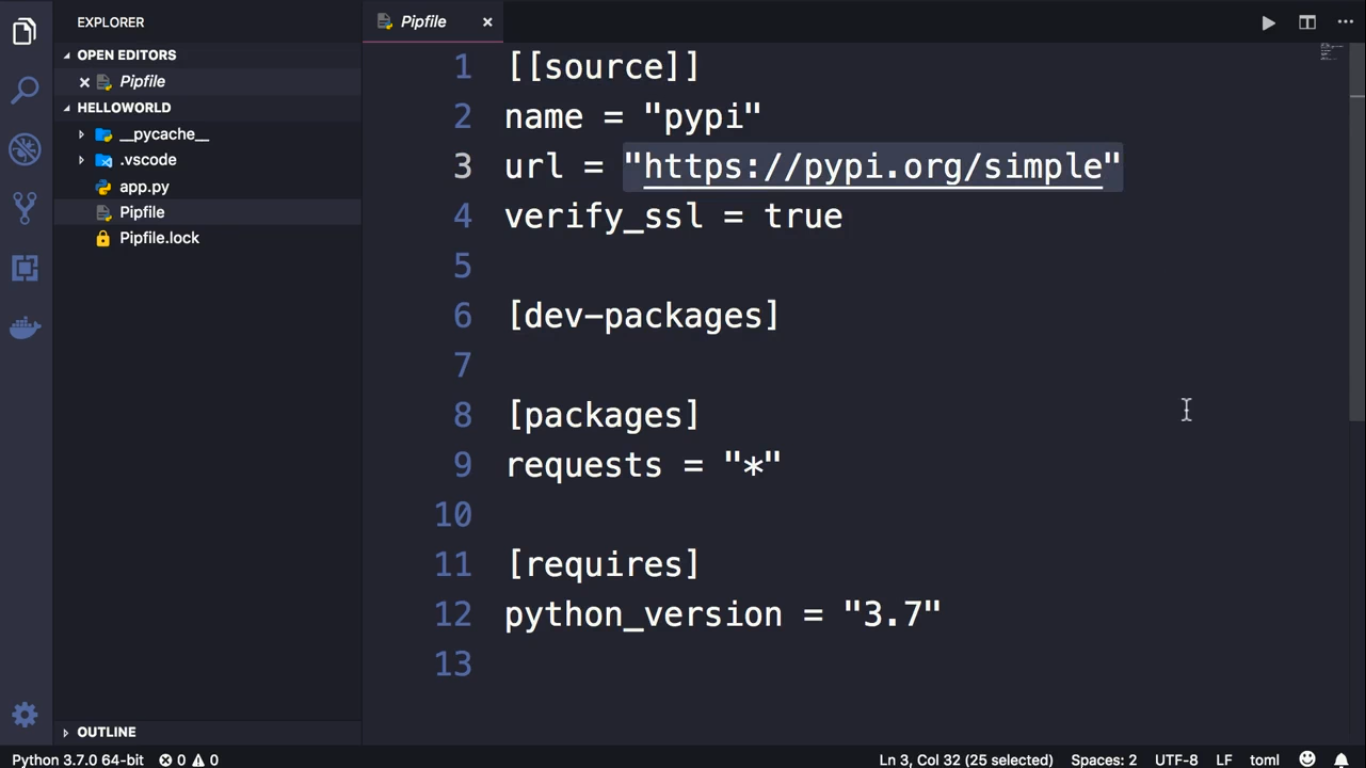 EXPLORER
OPEN EDITORS
Pipfile
HELLOWORLD
__pycache__
.vscode
app.py
Pipfile
Pipfile.lock
OUTLINE
Pipfile
1 [[source]]
2 name = "pypi"
3 url = "https://pypi.org/simple"
4 verify_ssl = true
5
6 [dev-packages]
7
8 [packages]
9 requests = "*"
10
11 [requires]
12 python_version = "3.7"
13
Python 3.7.0 64-bit 0 0 Ln 3, Col 32 (25 selected) Spaces: 2 UTF-8 LF toml